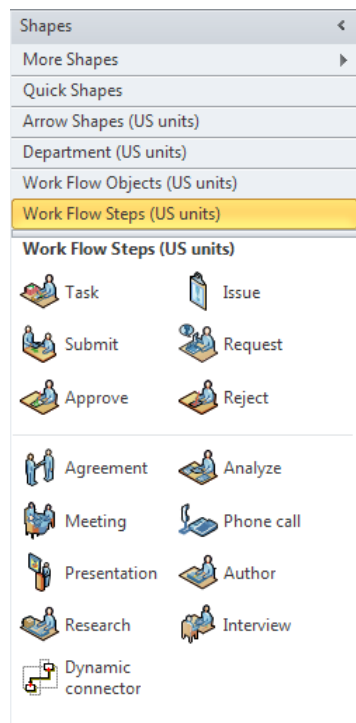 Shapes
More Shapes
Quick Shapes
Arrow Shapes (US units)
Department (US units)
Work Flow Objects (US units)
Work Flow Steps (US units)
Work Flow Steps (US units)
Task
Issue
Submit
Request
Approve
Reject
Agreement
Analyze
Meeting
Phone call
Presentation
Author
Research
Interview
Dynamic
connector